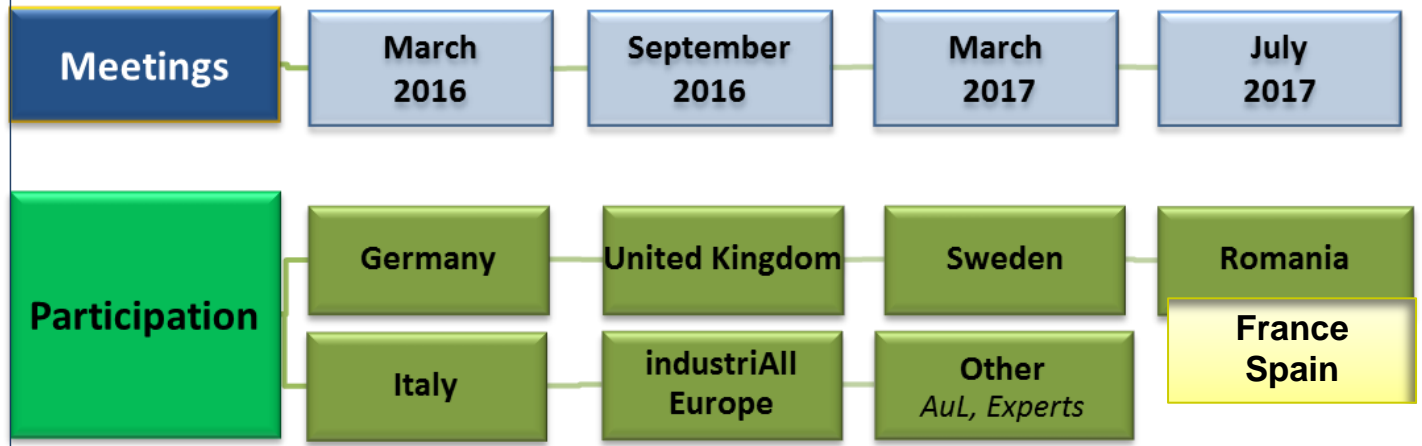 Meetings
March
2016
September
2016
March
2017
July
2017
Participation
Germany
United Kingdom
Sweden
Romania
Italy
industriAll
Europe
Other
AuL, Experts
France
Spain